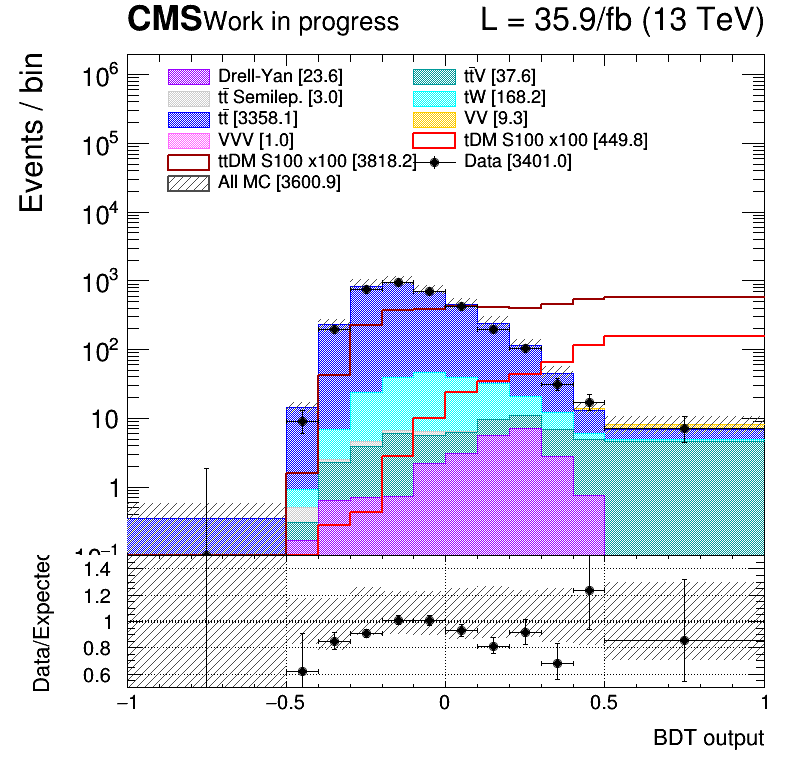 CMS Work in progress L = 35.9/fb (13 TeV)
Events / bin
10⁶
10⁵
10⁴
10³
10²
10
1
10⁻¹
Drell-Yan [23.6] tt̄V [37.6]
tt̄ Semilep. [3.0] tW [168.2]
tt̄ [3358.1] VV [9.3]
VVV [1.0] tDM S100 x100 [449.8]
ttDM S100 x100 [3818.2] Data [3401.0]
All MC [3600.9]
Data/Expected
1.4
1.2
1
0.8
0.6
−1 −0.5 0 0.5 1
BDT output